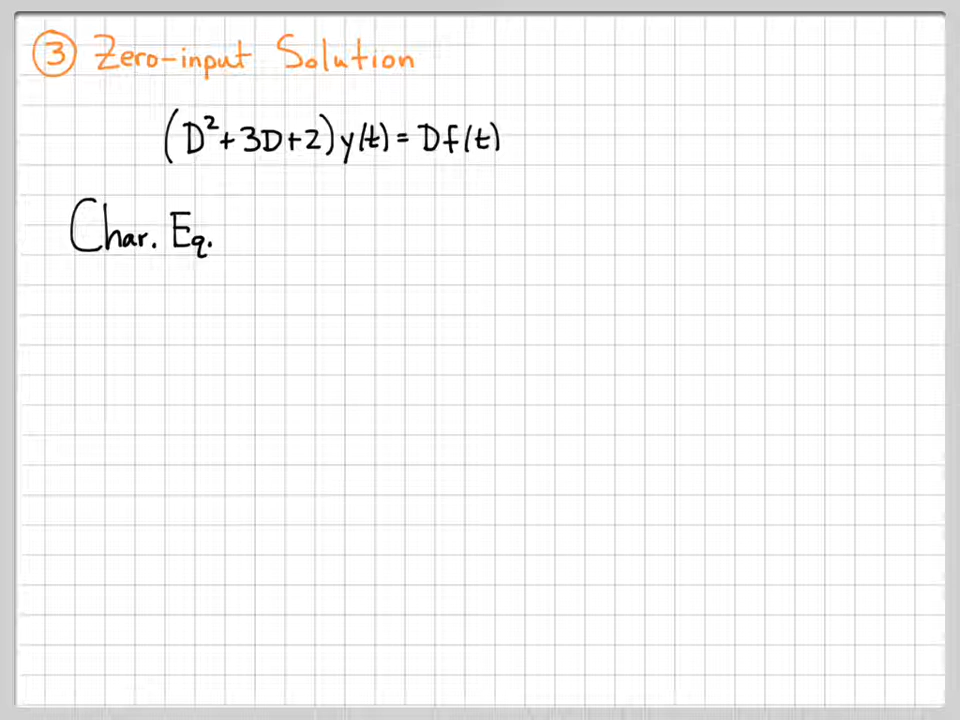 ③ Zero-input Solution
(D²+3D+2)y(t)=Df(t)
Char. Eq.